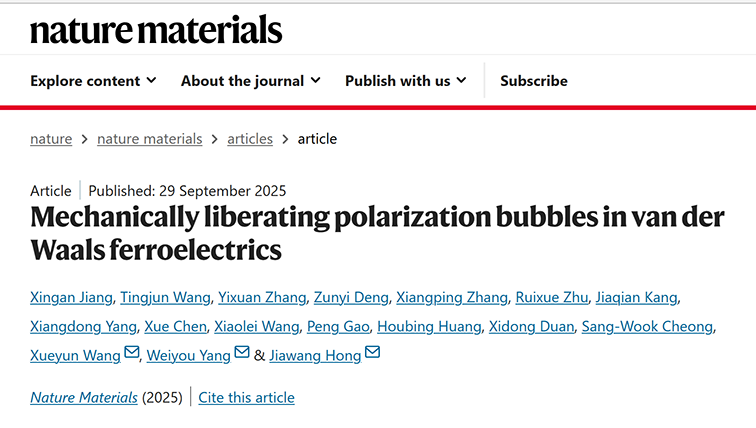 nature materials
Explore content About the journal Publish with us Subscribe
nature > nature materials > articles > article
Article | Published: 29 September 2025
Mechanically liberating polarization bubbles in van der
Waals ferroelectrics
Xingan Jiang, Tingjun Wang, Yixuan Zhang, Zunyi Deng, Xiangping Zhang, Ruixue Zhu, Jiaqian Kang,
Xiangdong Yang, Xue Chen, Xiaolei Wang, Peng Gao, Houbing Huang, Xidong Duan, Sang-Wook Cheong,
Xueyun Wang, Weiyou Yang & Jiawang Hong
Nature Materials (2025) | Cite this article